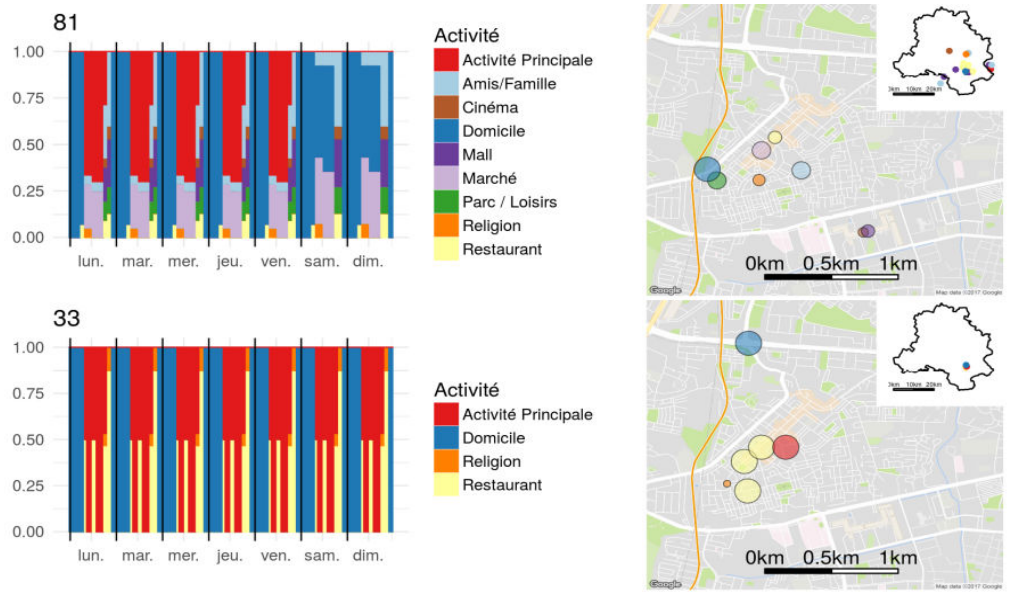 81
1.00
0.75
0.50
0.25
0.00
lun. mar. mer. jeu. ven. sam. dim.
Activité
Activité Principale
Amis/Famille
Cinéma
Domicile
Mall
Marché
Parc / Loisirs
Religion
Restaurant
0km 10km 20km
0km 0.5km 1km
Google
Map data ©2017 Google
33
1.00
0.75
0.50
0.25
0.00
lun. mar. mer. jeu. ven. sam. dim.
Activité
Activité Principale
Domicile
Religion
Restaurant
0km 10km 20km
0km 0.5km 1km
Google
Map data ©2017 Google